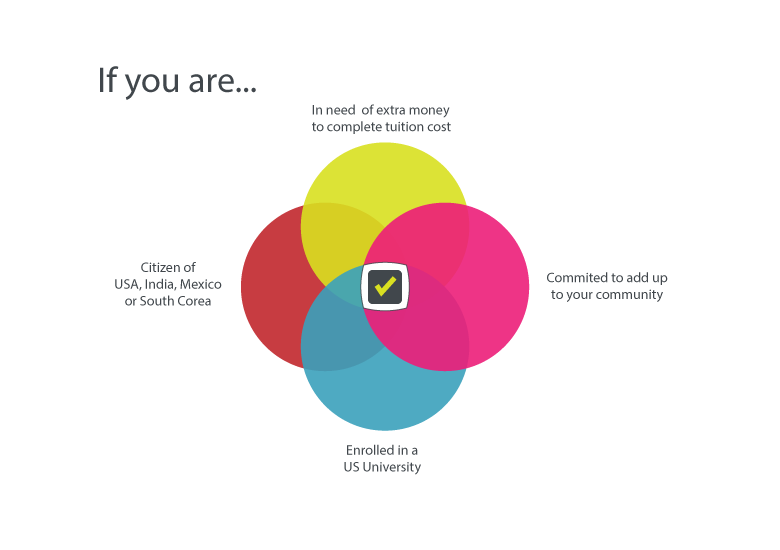 If you are...
In need  of extra money
to complete tuition cost
Citizen of
USA, India, Mexico
or South Corea
Commited to add up
to your community
Enrolled in a
US University